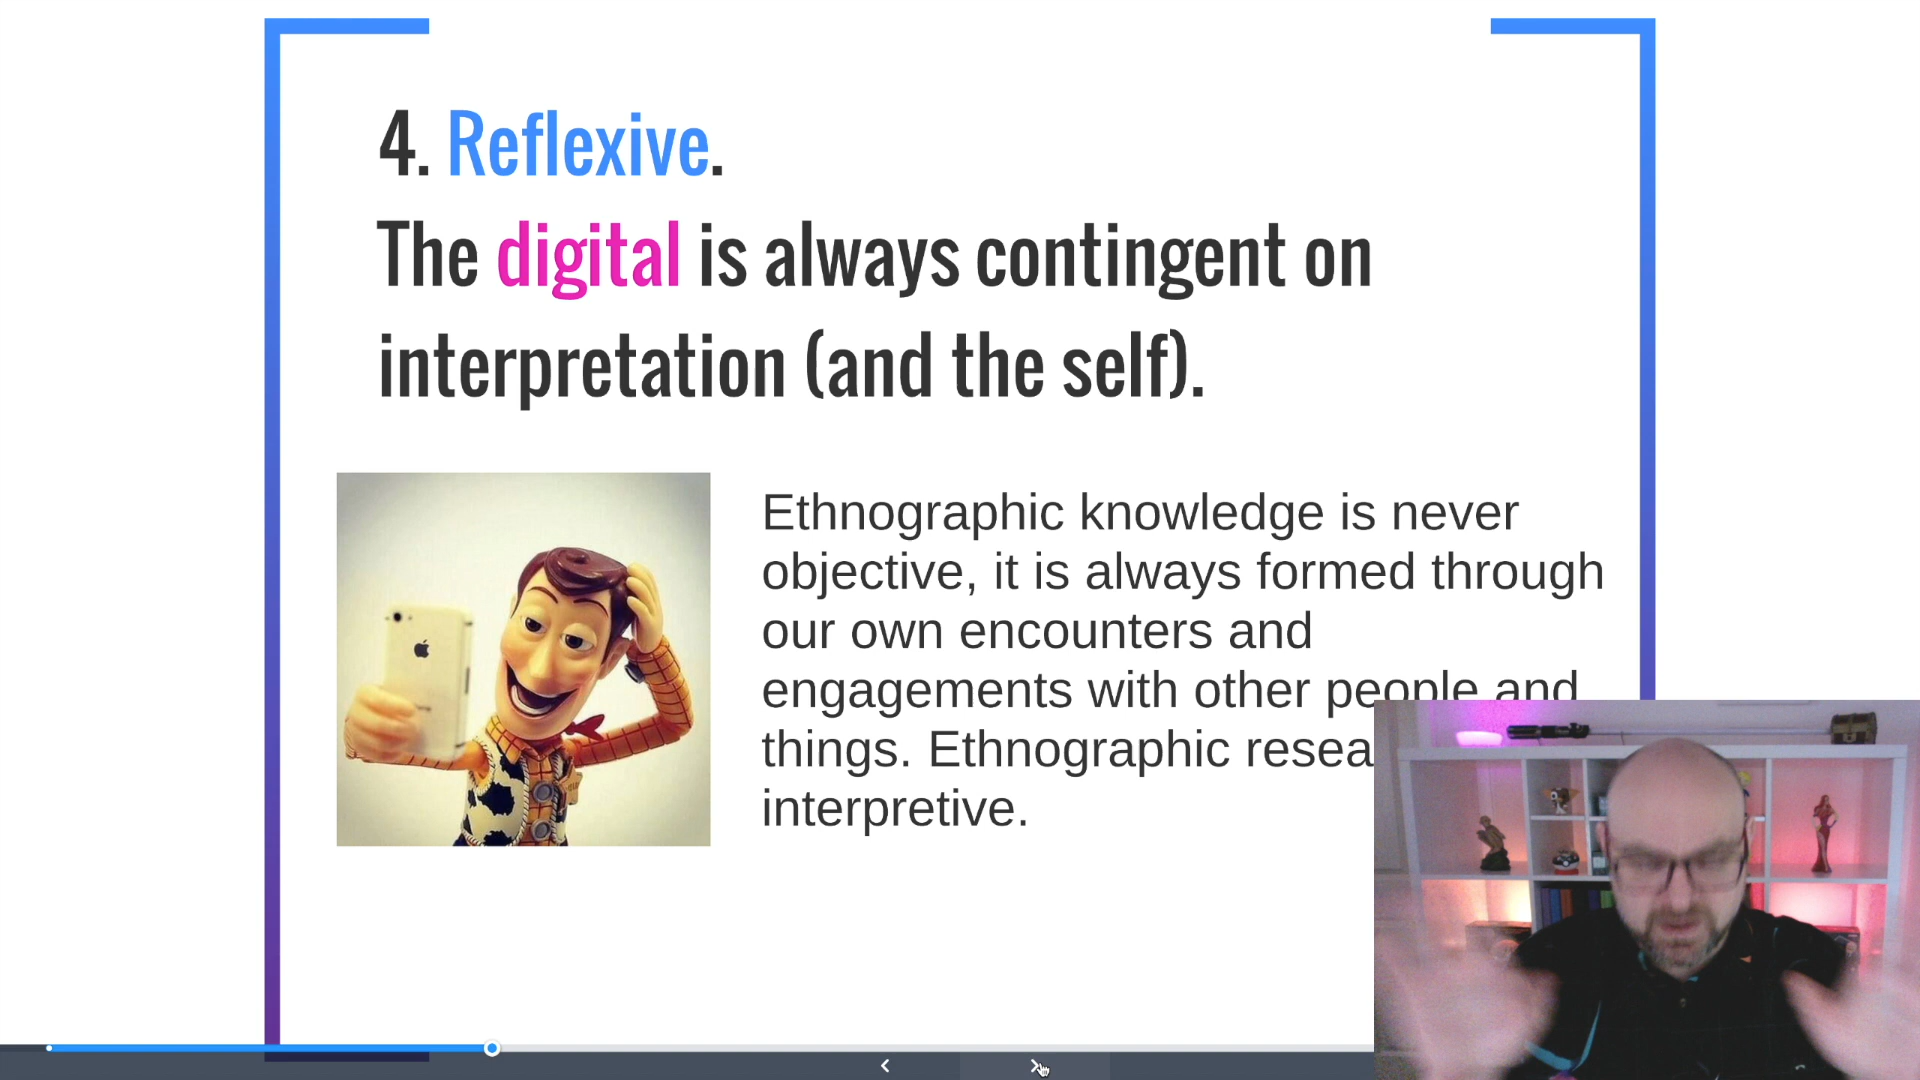 4. Reflexive.
The digital is always contingent on
interpretation (and the self).
Ethnographic knowledge is never
objective, it is always formed through
our own encounters and
engagements with other people and
things. Ethnographic resea
interpretive.